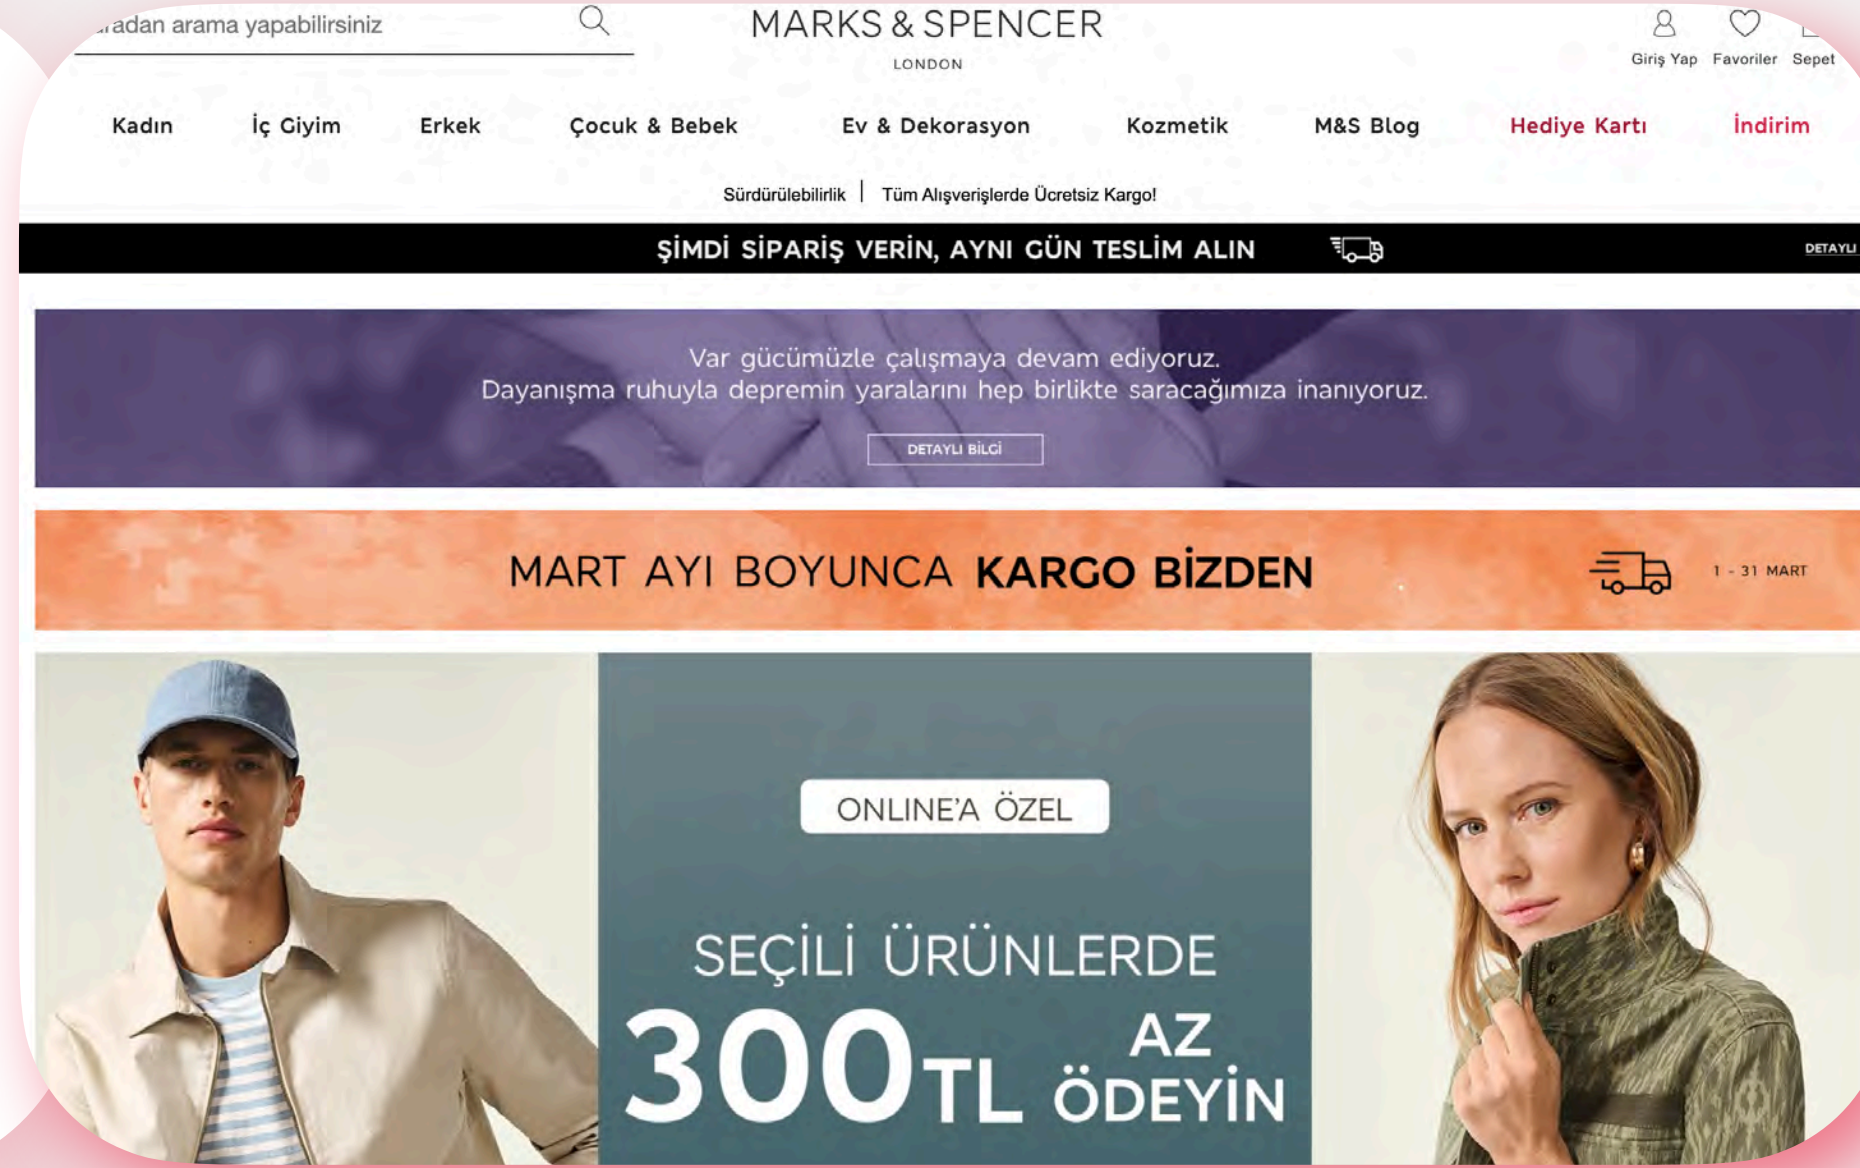 arama yapabilirsiniz
MARKS & SPENCER
LONDON
Giriş Yap
Favoriler
Sepet
Kadın
İç Giyim
Erkek
Çocuk & Bebek
Ev & Dekorasyon
Kozmetik
M&S Blog
Hediye Kartı
İndirim
Sürdürülebilirlik | Tüm Alışverişlerde Ücretsiz Kargo!
ŞİMDİ SİPARİŞ VERİN, AYNI GÜN TESLİM ALIN
DETAYLI
Var gücümüzle çalışmaya devam ediyoruz.
Dayanışma ruhuyla depremin yaralarını hep birlikte saracağımıza inanıyoruz.
DETAYLI BİLGİ
MART AYI BOYUNCA KARGO BİZDEN
1 - 31 MART
ONLINE'A ÖZEL
SEÇİLİ ÜRÜNLERDE
300 TL AZ
ÖDEYİN